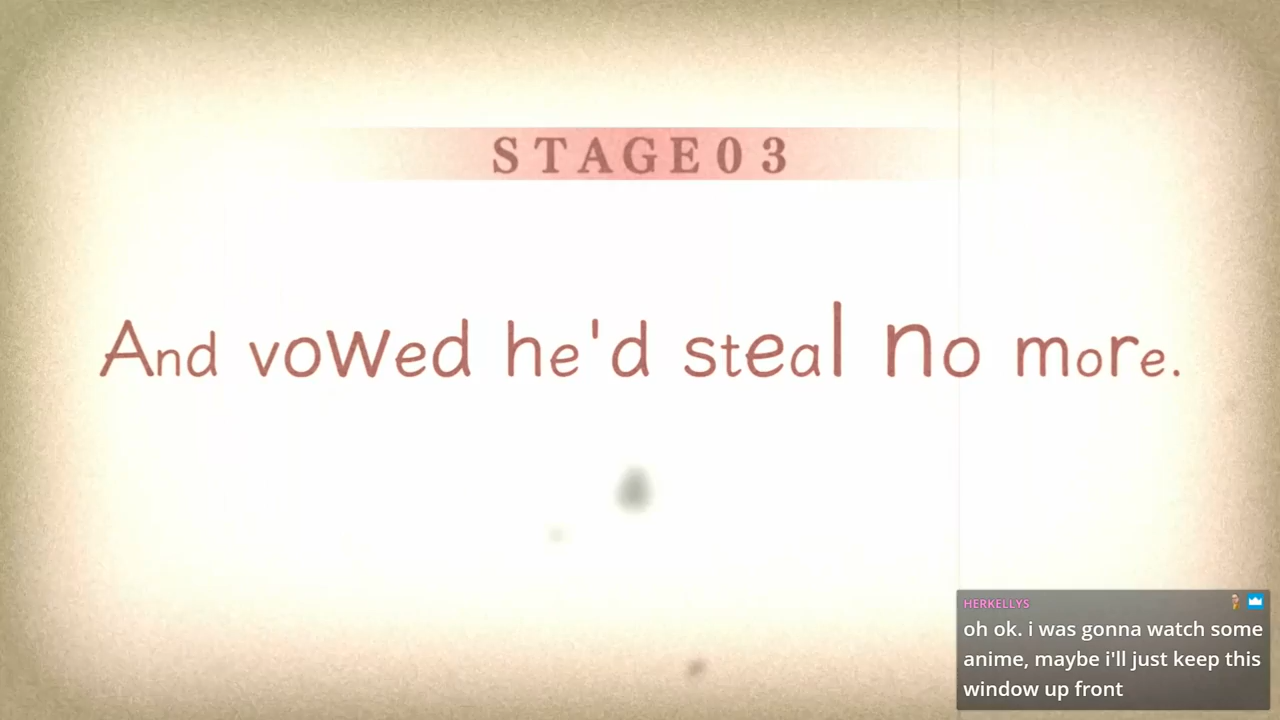 STAGE03
And vowed he'd steal no more.
HERKELLYS
oh ok. i was gonna watch some
anime, maybe i'll just keep this
window up front